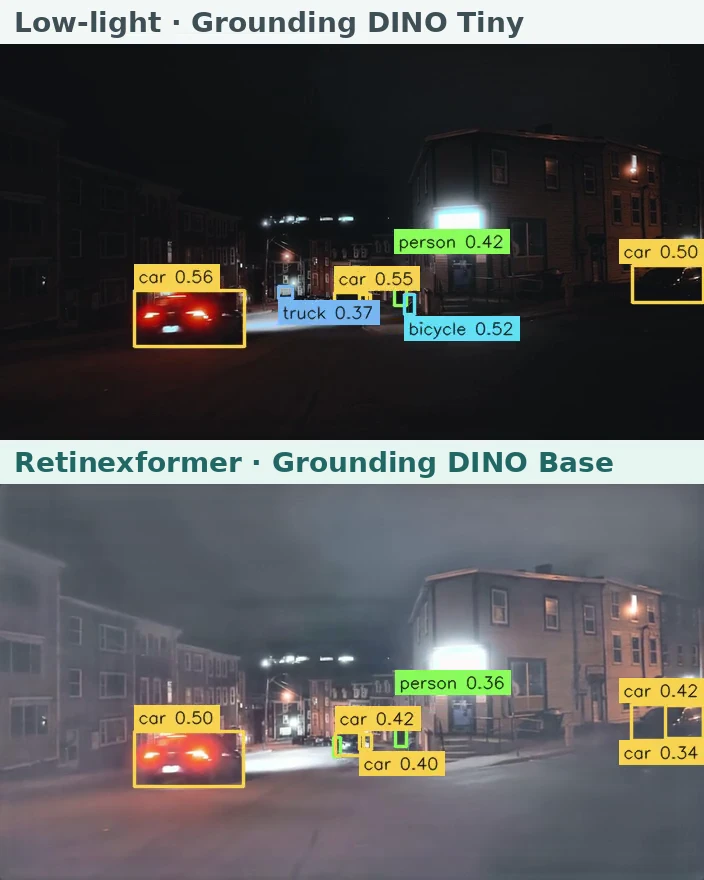 Low-light · Grounding DINO Tiny
person 0.42
car 0.50
car 0.56
car 0.55
truck 0.37
bicycle 0.52
Retinexformer · Grounding DINO Base
person 0.36
car 0.42
car 0.50
car 0.42
car 0.34
car 0.40